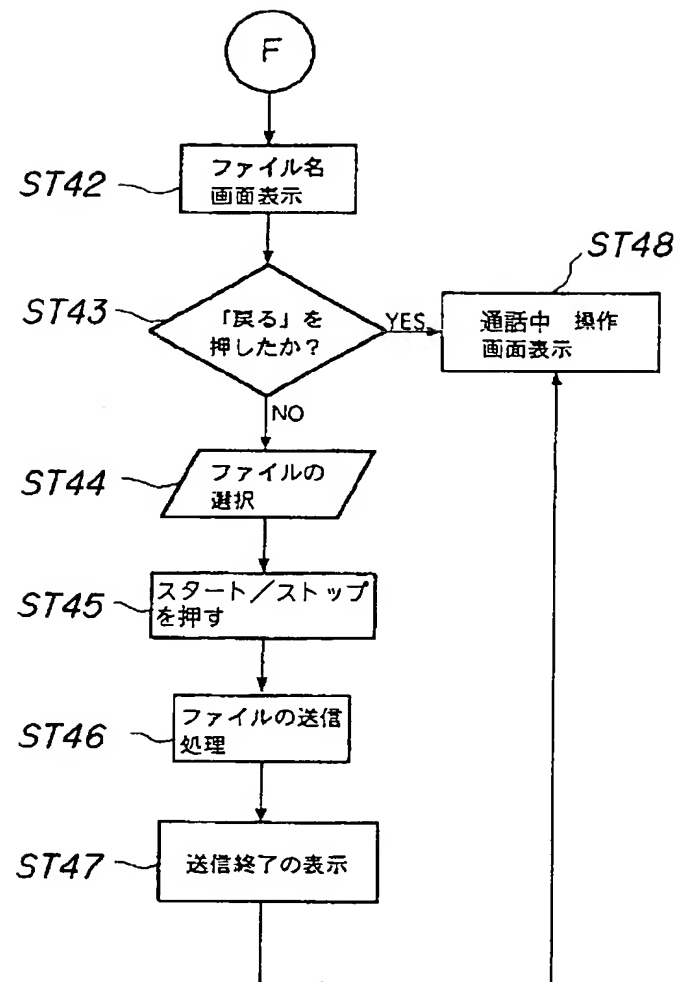 F
ST42
ファイル名
画面表示
ST48
ST43
「戻る」を
押したか？
YES
通話中　操作
画面表示
NO
ST44
ファイルの
選択
ST45
スタート／ストップ
を押す
ST46
ファイルの送信
処理
ST47
送信終了の表示